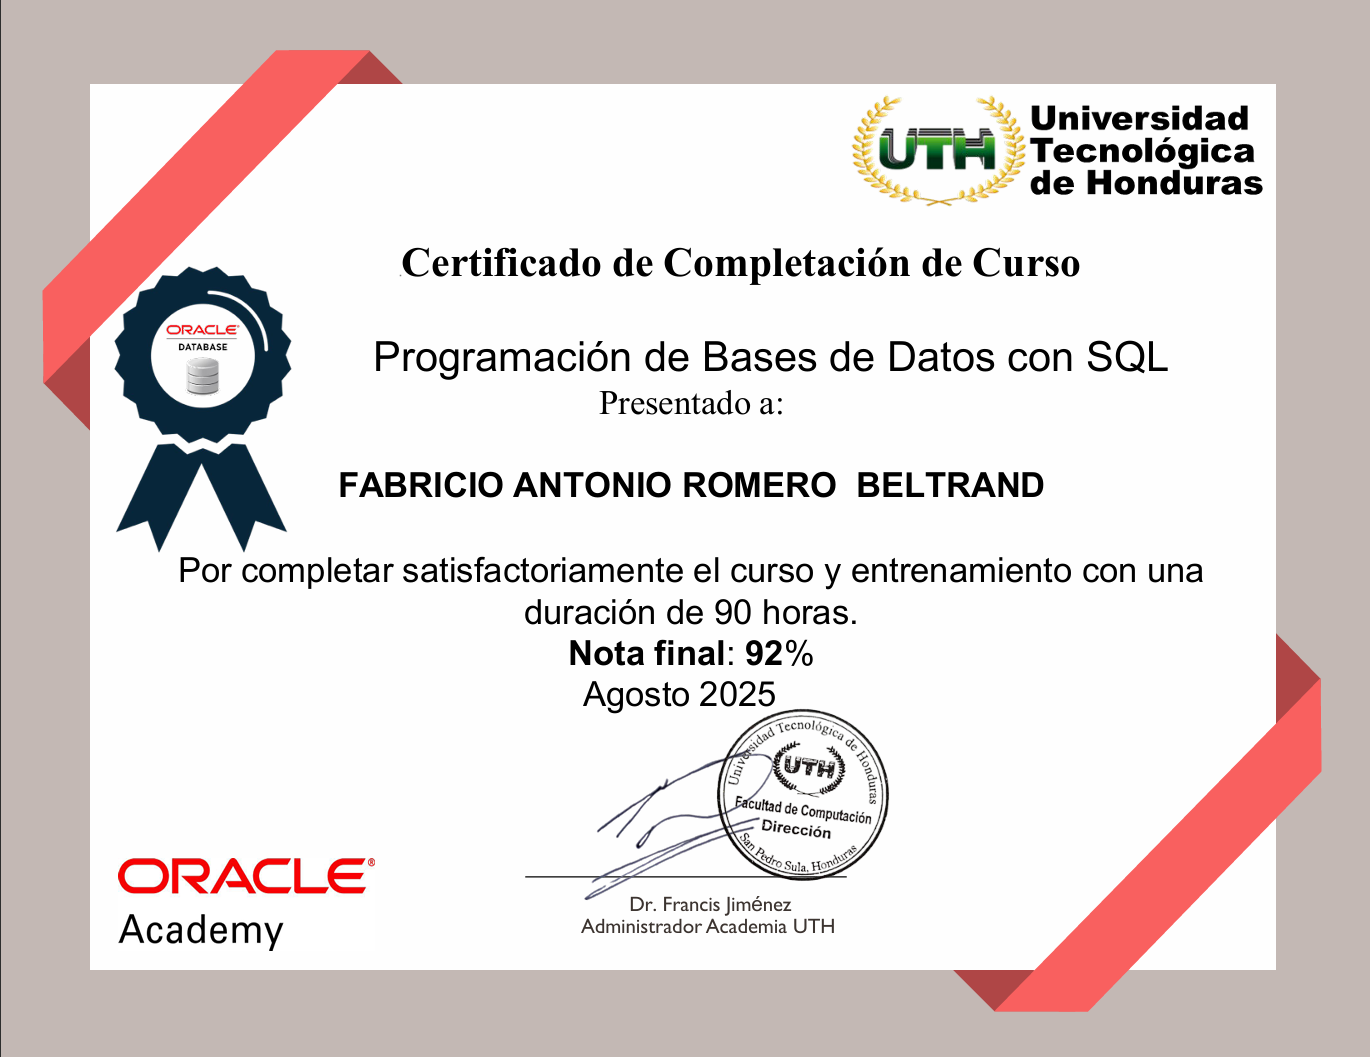 UTH
Universidad
Tecnológica
de Honduras
Certificado de Completación de Curso
ORACLE®
DATABASE
Programación de Bases de Datos con SQL
Presentado a:
FABRICIO ANTONIO ROMERO  BELTRAND
Por completar satisfactoriamente el curso y entrenamiento con una
duración de 90 horas.
Nota final: 92%
Agosto 2025
Universidad Tecnológica de Honduras
UTH
Facultad de Computación
Dirección
San Pedro Sula, Honduras
ORACLE®
Academy
Dr. Francis Jiménez
Administrador Academia UTH